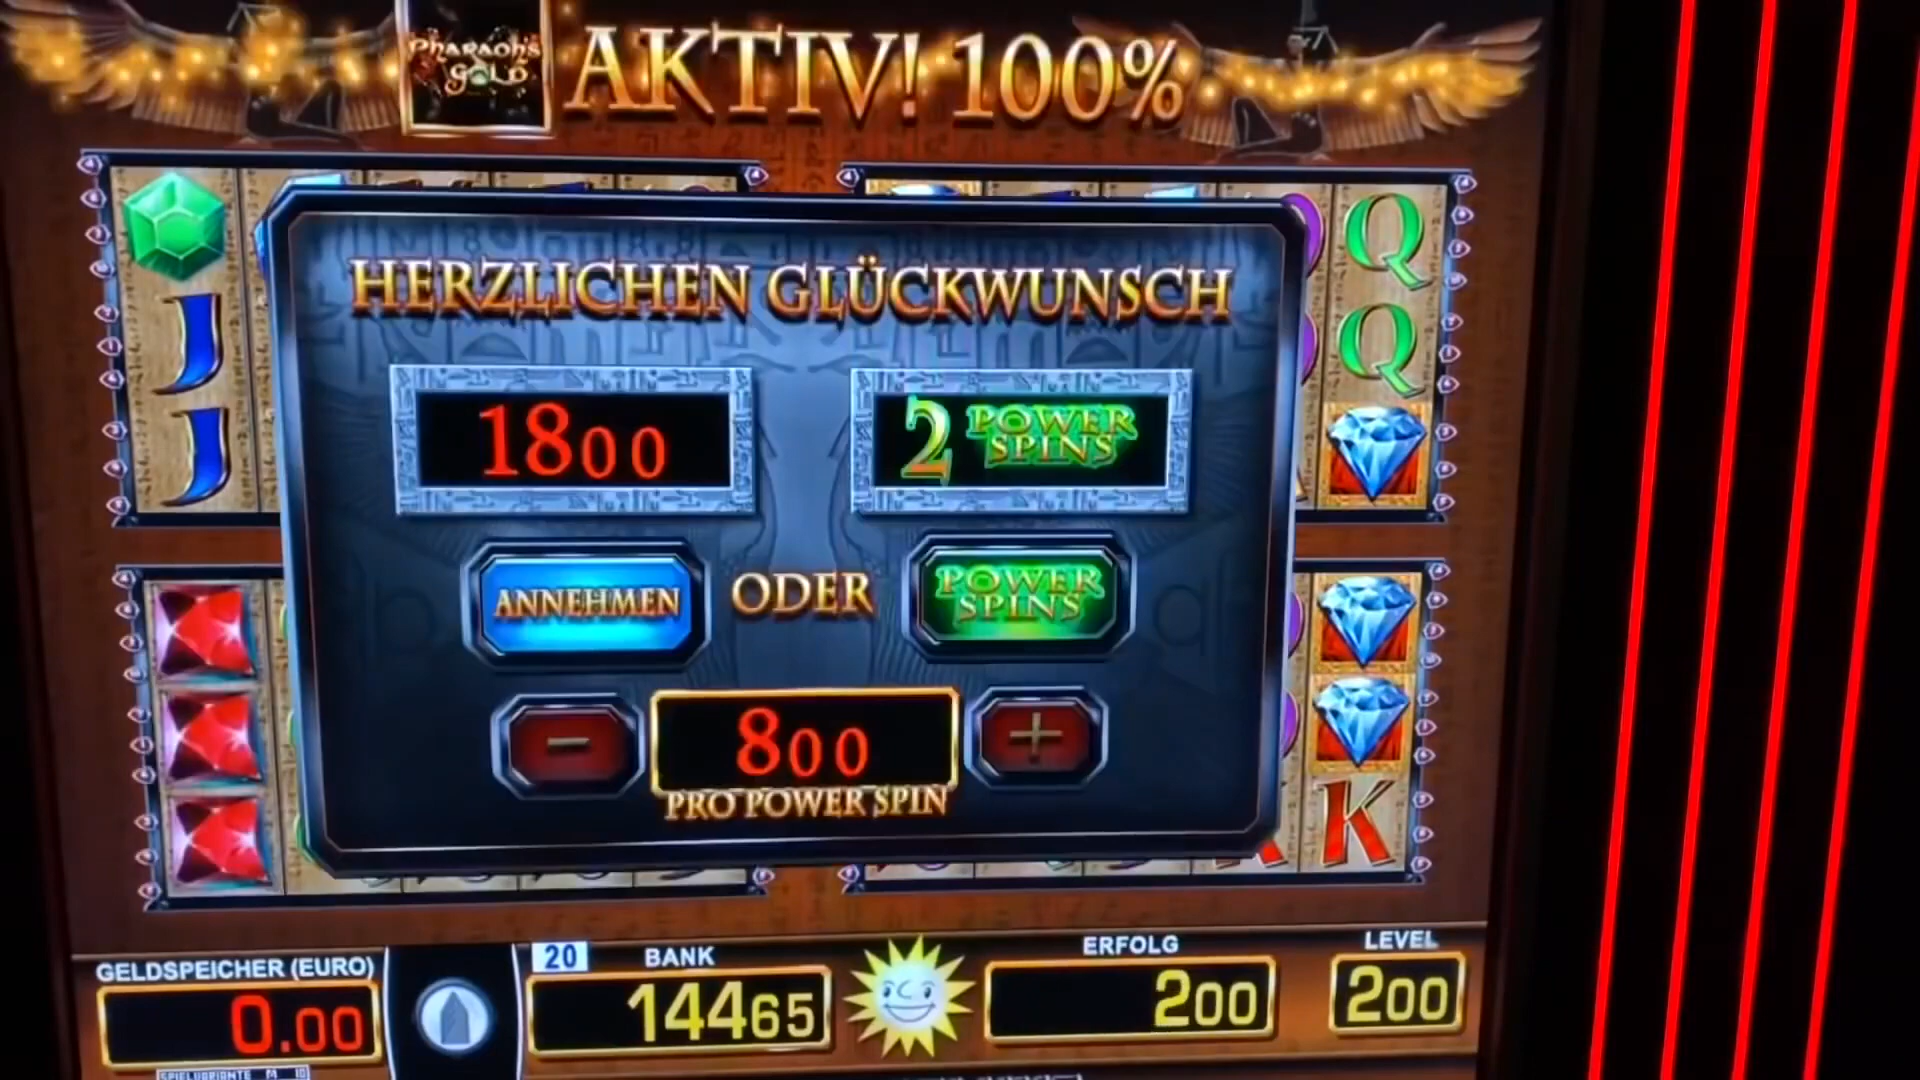 PHARAOH'S
GOLD
AKTIV! 100%
HERZLICHEN GLÜCKWUNSCH
1800
2 POWER
SPINS
ANNEHMEN
ODER
POWER
SPINS
-
800
+
PRO POWER SPIN
J
J
Q
Q
K
K
GELDSPEICHER (EURO)
0.00
20
BANK
14465
ERFOLG
200
LEVEL
200
SPIELVARIANTE